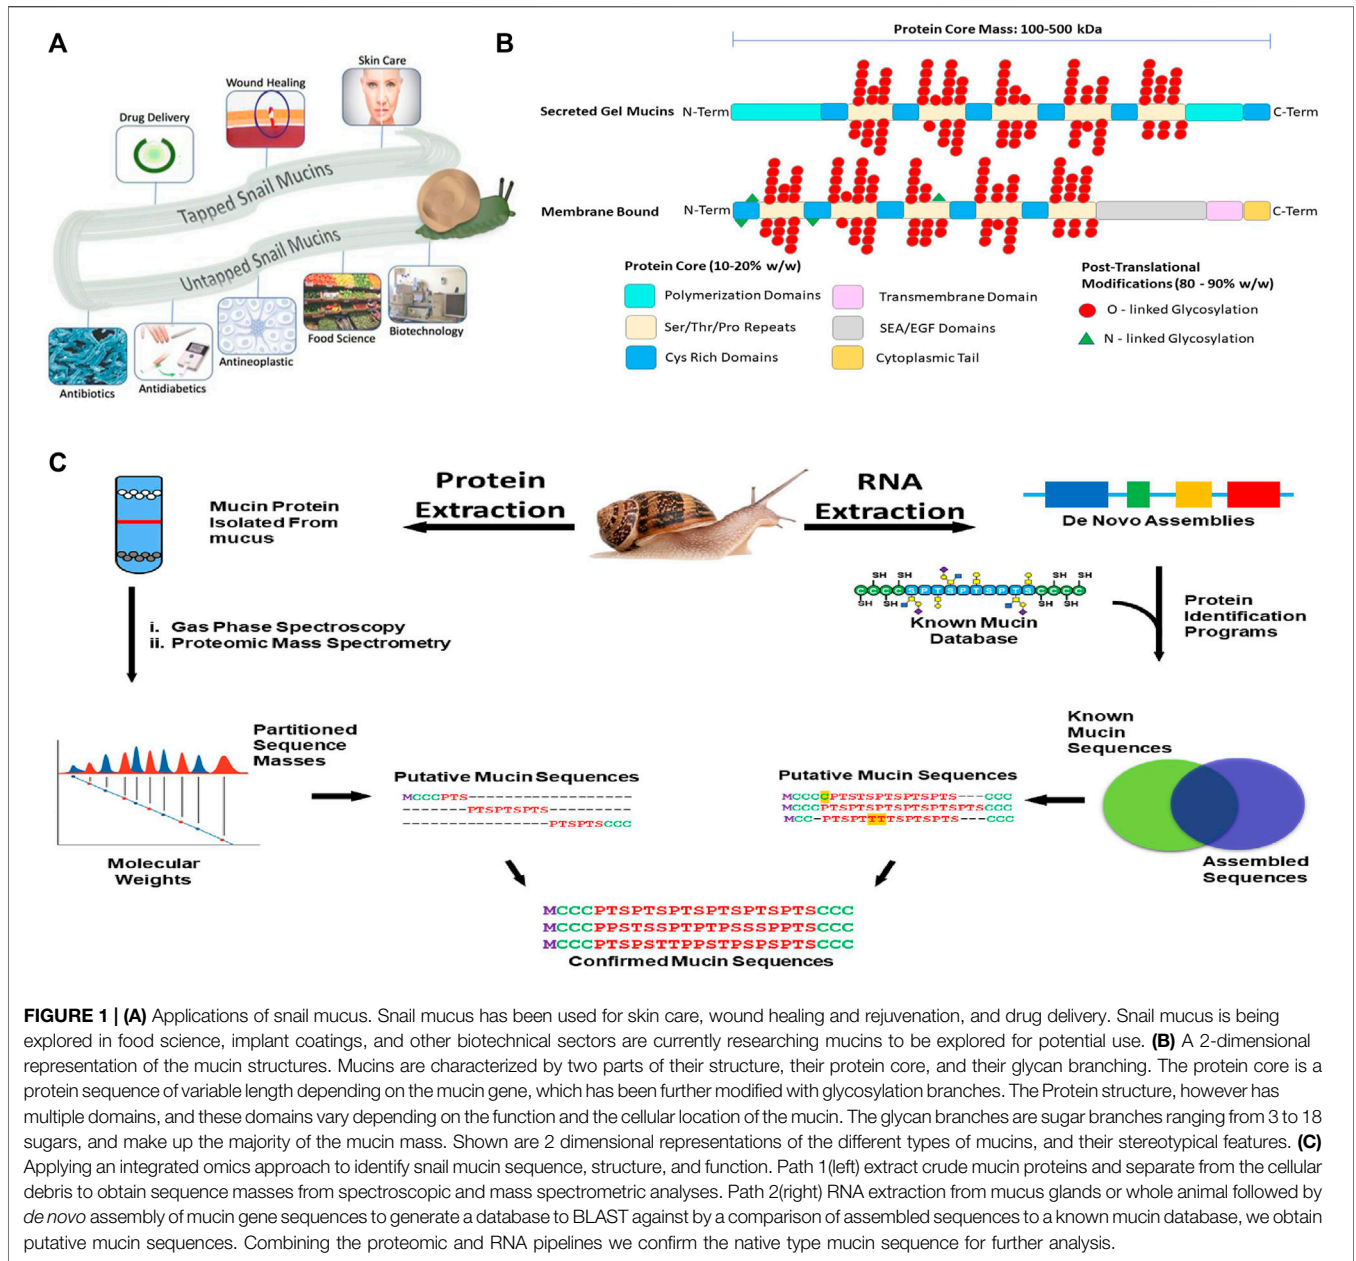 A
Skin Care
Wound Healing
Drug Delivery
Tapped Snail Mucins
Untapped Snail Mucins
Biotechnology
Food Science
Antineoplastic
Antidiabetics
Antibiotics
B
Protein Core Mass: 100-500 kDa
Secreted Gel Mucins N-Term C-Term
Membrane Bound N-Term C-Term
Protein Core (10-20% w/w)
Polymerization Domains
Ser/Thr/Pro Repeats
Cys Rich Domains
Transmembrane Domain
SEA/EGF Domains
Cytoplasmic Tail
Post-Translational
Modifications (80 - 90% w/w)
O - linked Glycosylation
N - linked Glycosylation
C
Protein
Extraction
RNA
Extraction
Mucin Protein
Isolated From
mucus
De Novo Assemblies
i. Gas Phase Spectroscopy
ii. Proteomic Mass Spectrometry
SH SH SH SH
CCCCSPTSPTSPTSCCCC
SH SH SH SH
Known Mucin
Database
Protein
Identification
Programs
Partitioned
Sequence
Masses
Molecular
Weights
Putative Mucin Sequences
MCCCPTS------------------
-------PTSPTSPTS---------
----------------PTSPTSCCC
Known
Mucin
Sequences
Assembled
Sequences
Putative Mucin Sequences
MCCCCPTSTSPTSPTSPTS---CCC
MCCCPTSPTSPTSPTSPTSPTSCCC
MCC-PTSPTTTTSPTSPTS---CCC
MCCCPTSPTSPTSPTSPTSPTSCCC
MCCCPPSTSSPTPTPSSSPTSCCC
MCCCPTSPSTTPPSTPSPSPTSCCC
Confirmed Mucin Sequences
FIGURE 1 | (A) Applications of snail mucus. Snail mucus has been used for skin care, wound healing and rejuvenation, and drug delivery. Snail mucus is being
explored in food science, implant coatings, and other biotechnical sectors are currently researching mucins to be explored for potential use. (B) A 2-dimensional
representation of the mucin structures. Mucins are characterized by two parts of their structure, their protein core, and their glycan branching. The protein core is a
protein sequence of variable length depending on the mucin gene, which has been further modified with glycosylation branches. The Protein structure, however has
multiple domains, and these domains vary depending on the function and the cellular location of the mucin. The glycan branches are sugar branches ranging from 3 to 18
sugars, and make up the majority of the mucin mass. Shown are 2 dimensional representations of the different types of mucins, and their stereotypical features. (C)
Applying an integrated omics approach to identify snail mucin sequence, structure, and function. Path 1(left) extract crude mucin proteins and separate from the cellular
debris to obtain sequence masses from spectroscopic and mass spectrometric analyses. Path 2(right) RNA extraction from mucus glands or whole animal followed by
de novo assembly of mucin gene sequences to generate a database to BLAST against by a comparison of assembled sequences to a known mucin database, we obtain
putative mucin sequences. Combining the proteomic and RNA pipelines we confirm the native type mucin sequence for further analysis.